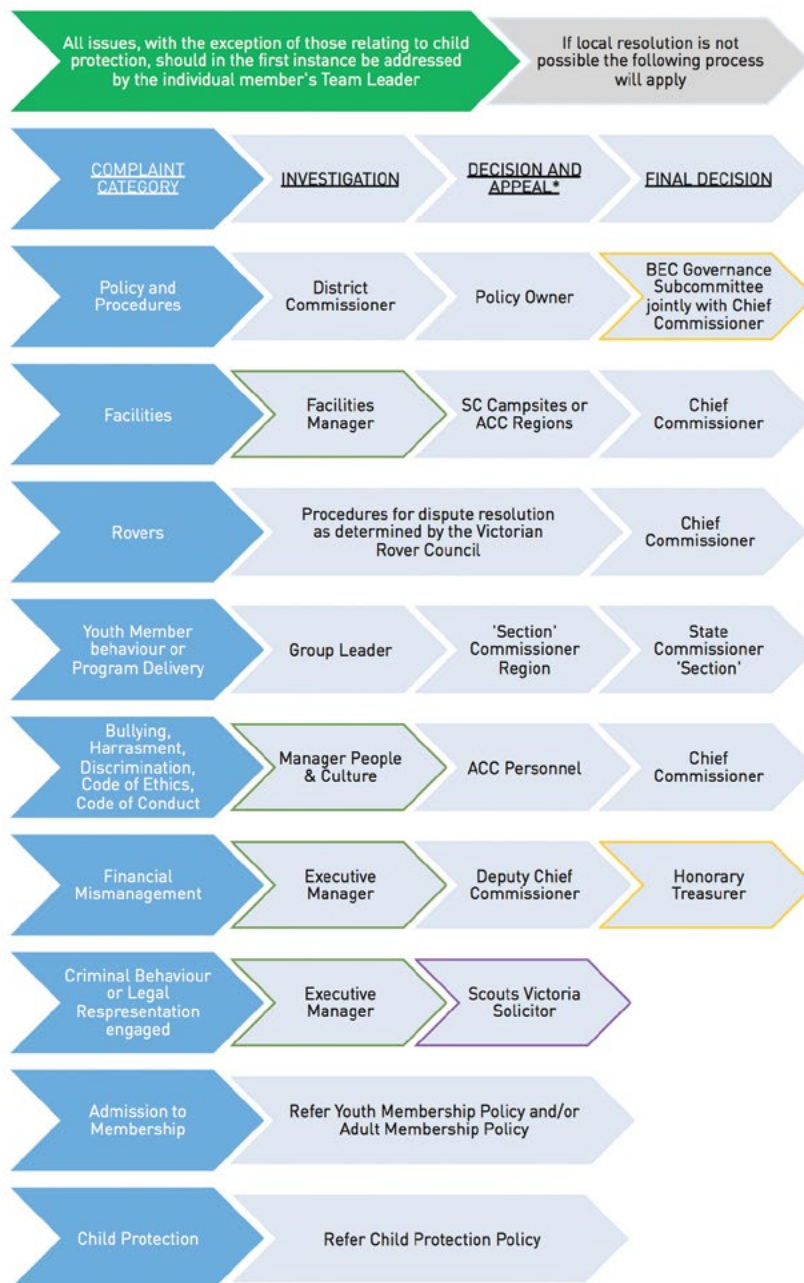 All issues, with the exception of those relating to child
protection, should in the first instance be addressed
by the individual member's Team Leader
If local resolution is not
possible the following process
will apply
COMPLAINT
CATEGORY
INVESTIGATION
DECISION AND
APPEAL*
FINAL DECISION
Policy and
Procedures
District
Commissioner
Policy Owner
BEC Governance
Subcommittee
jointly with Chief
Commissioner
Facilities
Facilities
Manager
SC Campsites or
ACC Regions
Chief
Commissioner
Rovers
Procedures for dispute resolution
as determined by the Victorian
Rover Council
Chief
Commissioner
Youth Member
behaviour or
Program Delivery
Group Leader
'Section'
Commissioner
Region
State
Commissioner
'Section'
Bullying,
Harrasment,
Discrimination,
Code of Ethics,
Code of Conduct
Manager People
& Culture
ACC Personnel
Chief
Commissioner
Financial
Mismanagement
Executive
Manager
Deputy Chief
Commissioner
Honorary
Treasurer
Criminal Behaviour
or Legal
Respresentation
engaged
Executive
Manager
Scouts Victoria
Solicitor
Admission to
Membership
Refer Youth Membership Policy and/or
Adult Membership Policy
Child Protection
Refer Child Protection Policy